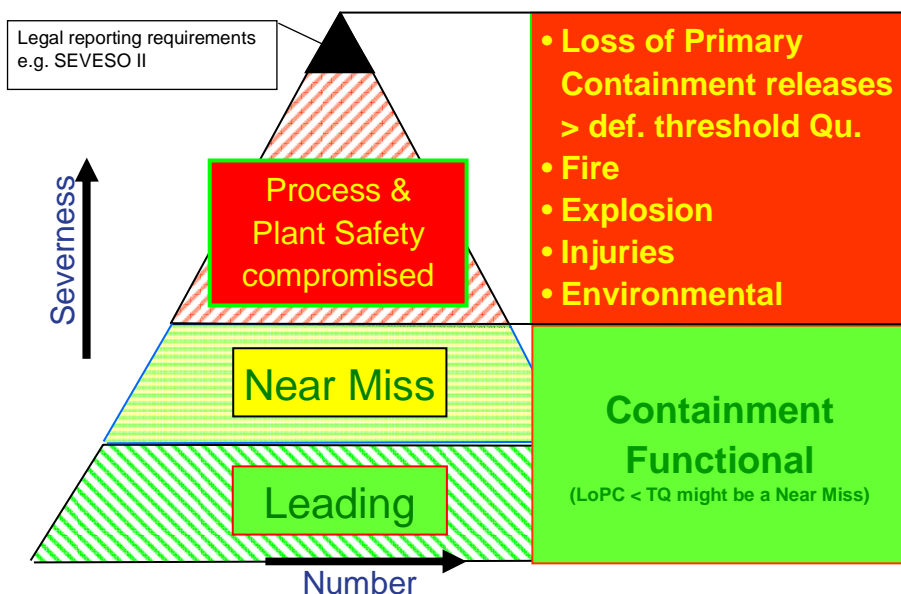 Legal reporting requirements
e.g. SEVESO II
Severness
Process &
Plant Safety
compromised
Near Miss
Leading
Number
• Loss of Primary
Containment releases
> def. threshold Qu.
• Fire
• Explosion
• Injuries
• Environmental
Containment
Functional
(LoPC < TQ might be a Near Miss)